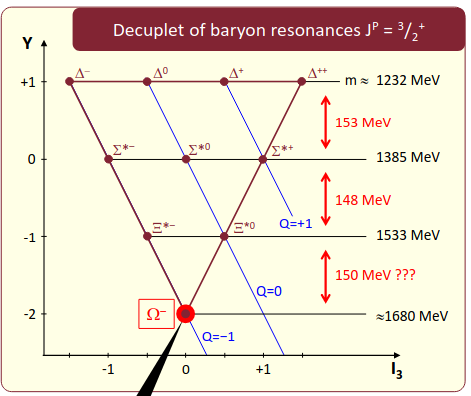 Decuplet of baryon resonances Jᴾ = ³/₂⁺
Y
Δ⁻ Δ⁰ Δ⁺ Δ⁺⁺
+1 m ≈ 1232 MeV
153 MeV
Σ*⁻ Σ*⁰ Σ*⁺
0 1385 MeV
148 MeV
Q=+1
Ξ*⁻ Ξ*⁰
-1 1533 MeV
150 MeV ???
Q=0
Ω⁻
-2 ≈1680 MeV
Q=−1
-1 0 +1 I₃